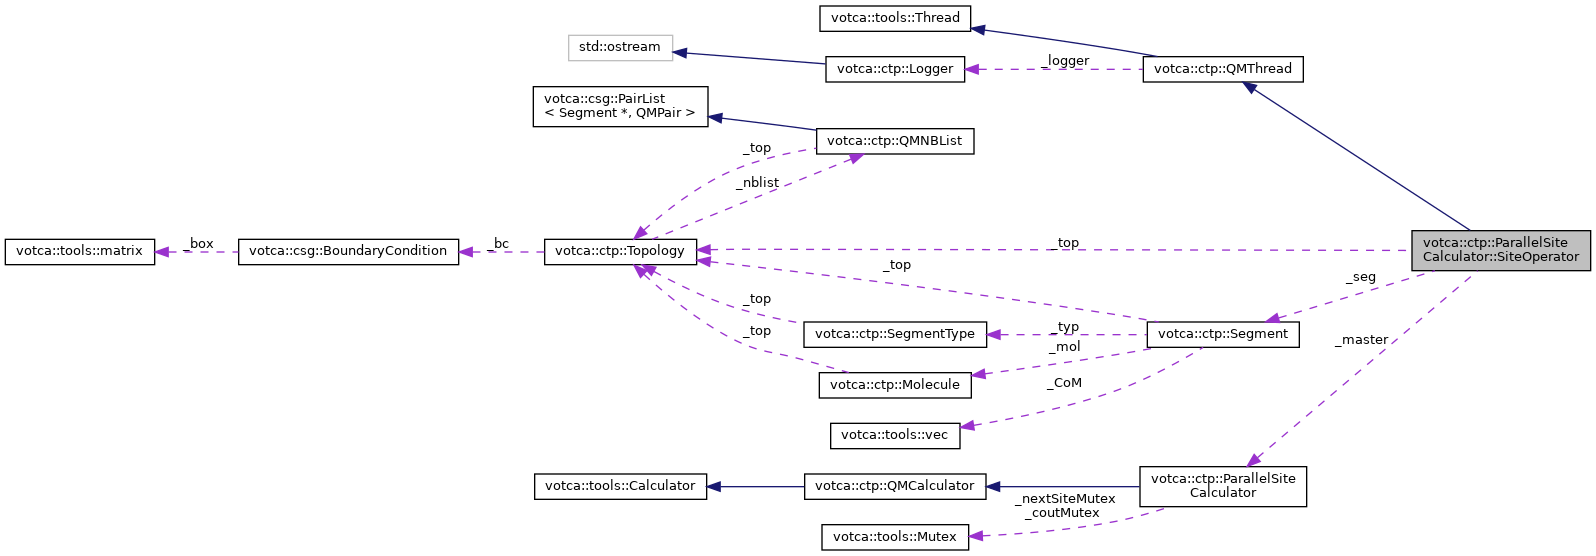 votca::tools::Thread
std::ostream
votca::ctp::Logger
_logger
votca::ctp::QMThread
votca::csg::PairList
< Segment *, QMPair >
votca::ctp::QMNBList
_top
_nblist
votca::tools::matrix
_box
votca::csg::BoundaryCondition
_bc
votca::ctp::Topology
_top
votca::ctp::ParallelSite
Calculator::SiteOperator
_top
_seg
_top
votca::ctp::SegmentType
_typ
votca::ctp::Segment
_top
_mol
_master
votca::ctp::Molecule
_CoM
votca::tools::vec
votca::tools::Calculator
votca::ctp::QMCalculator
votca::ctp::ParallelSite
Calculator
_nextSiteMutex
_coutMutex
votca::tools::Mutex